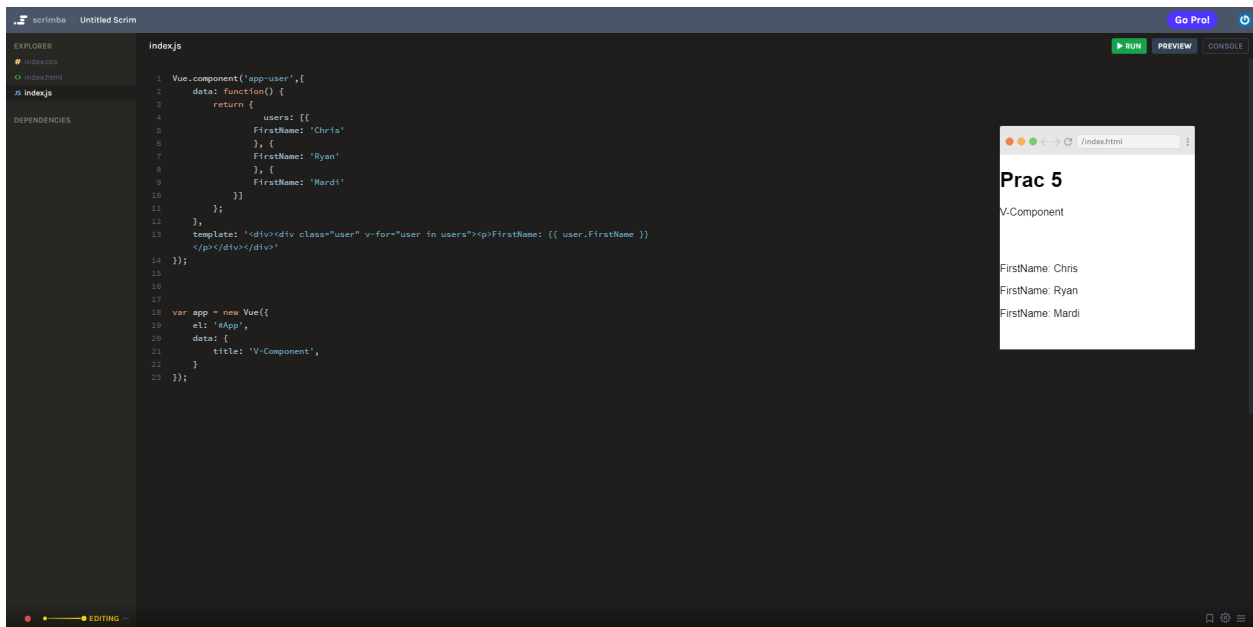 scrimba Untitled Scrim
Go Pro!
EXPLORER
# index.css
<> index.html
JS index.js
DEPENDENCIES
index.js
RUN PREVIEW CONSOLE
1 Vue.component('app-user',{
2 data: function() {
3 return {
4 users: [{
5 FirstName: 'Chris'
6 }, {
7 FirstName: 'Ryan'
8 }, {
9 FirstName: 'Mardi'
10 }]
11 };
12 },
13 template: '<div><div class="user" v-for="user in users"><p>FirstName: {{ user.FirstName }}
</p></div></div>'
14 });
15
16
17
18 var app = new Vue({
19 el: '#App',
20 data: {
21 title: 'V-Component',
22 }
23 });
/index.html
Prac 5
V-Component
FirstName: Chris
FirstName: Ryan
FirstName: Mardi
EDITING ...